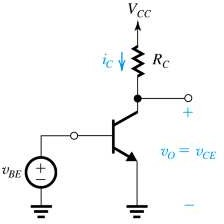 V_CC
i_C
R_C
+
v_O = v_CE
v_BE
+
−
−